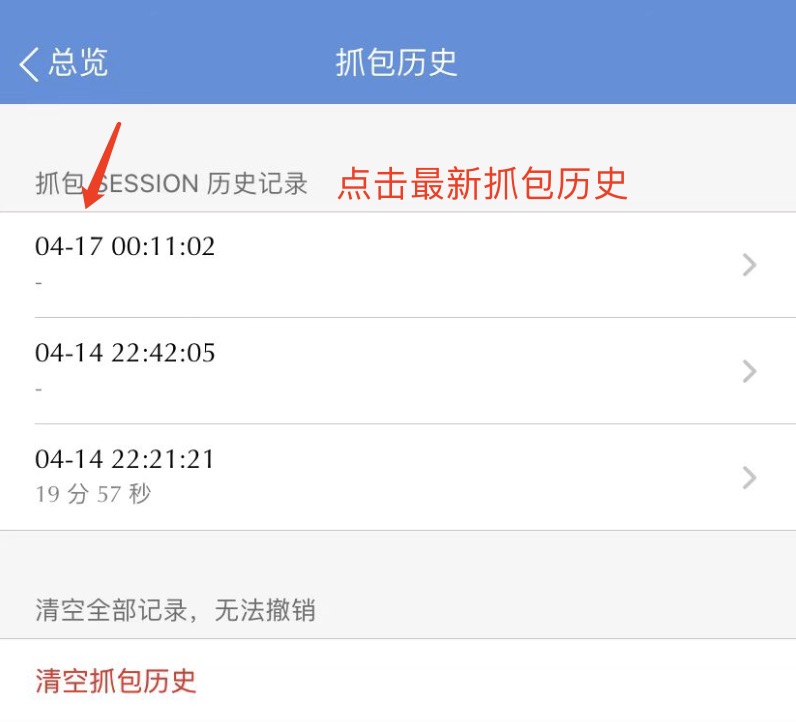 总览
抓包历史
抓包 SESSION 历史记录
点击最新抓包历史
04-17 00:11:02
-
04-14 22:42:05
-
04-14 22:21:21
19 分 57 秒
清空全部记录，无法撤销
清空抓包历史